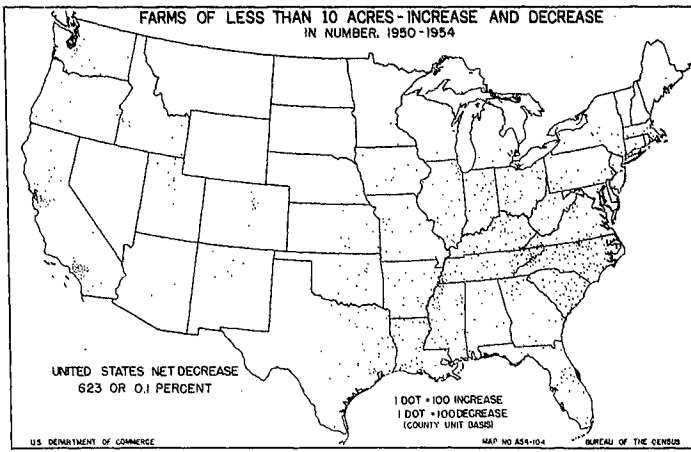 FARMS OF LESS THAN 10 ACRES - INCREASE AND DECREASE
IN NUMBER, 1950-1954
UNITED STATES NET DECREASE
623 OR 0.1 PERCENT
1 DOT = 100 INCREASE
1 DOT = 100 DECREASE
(COUNTY UNIT BASIS)
U.S. DEPARTMENT OF COMMERCE
MAP NO. A54-104
BUREAU OF THE CENSUS